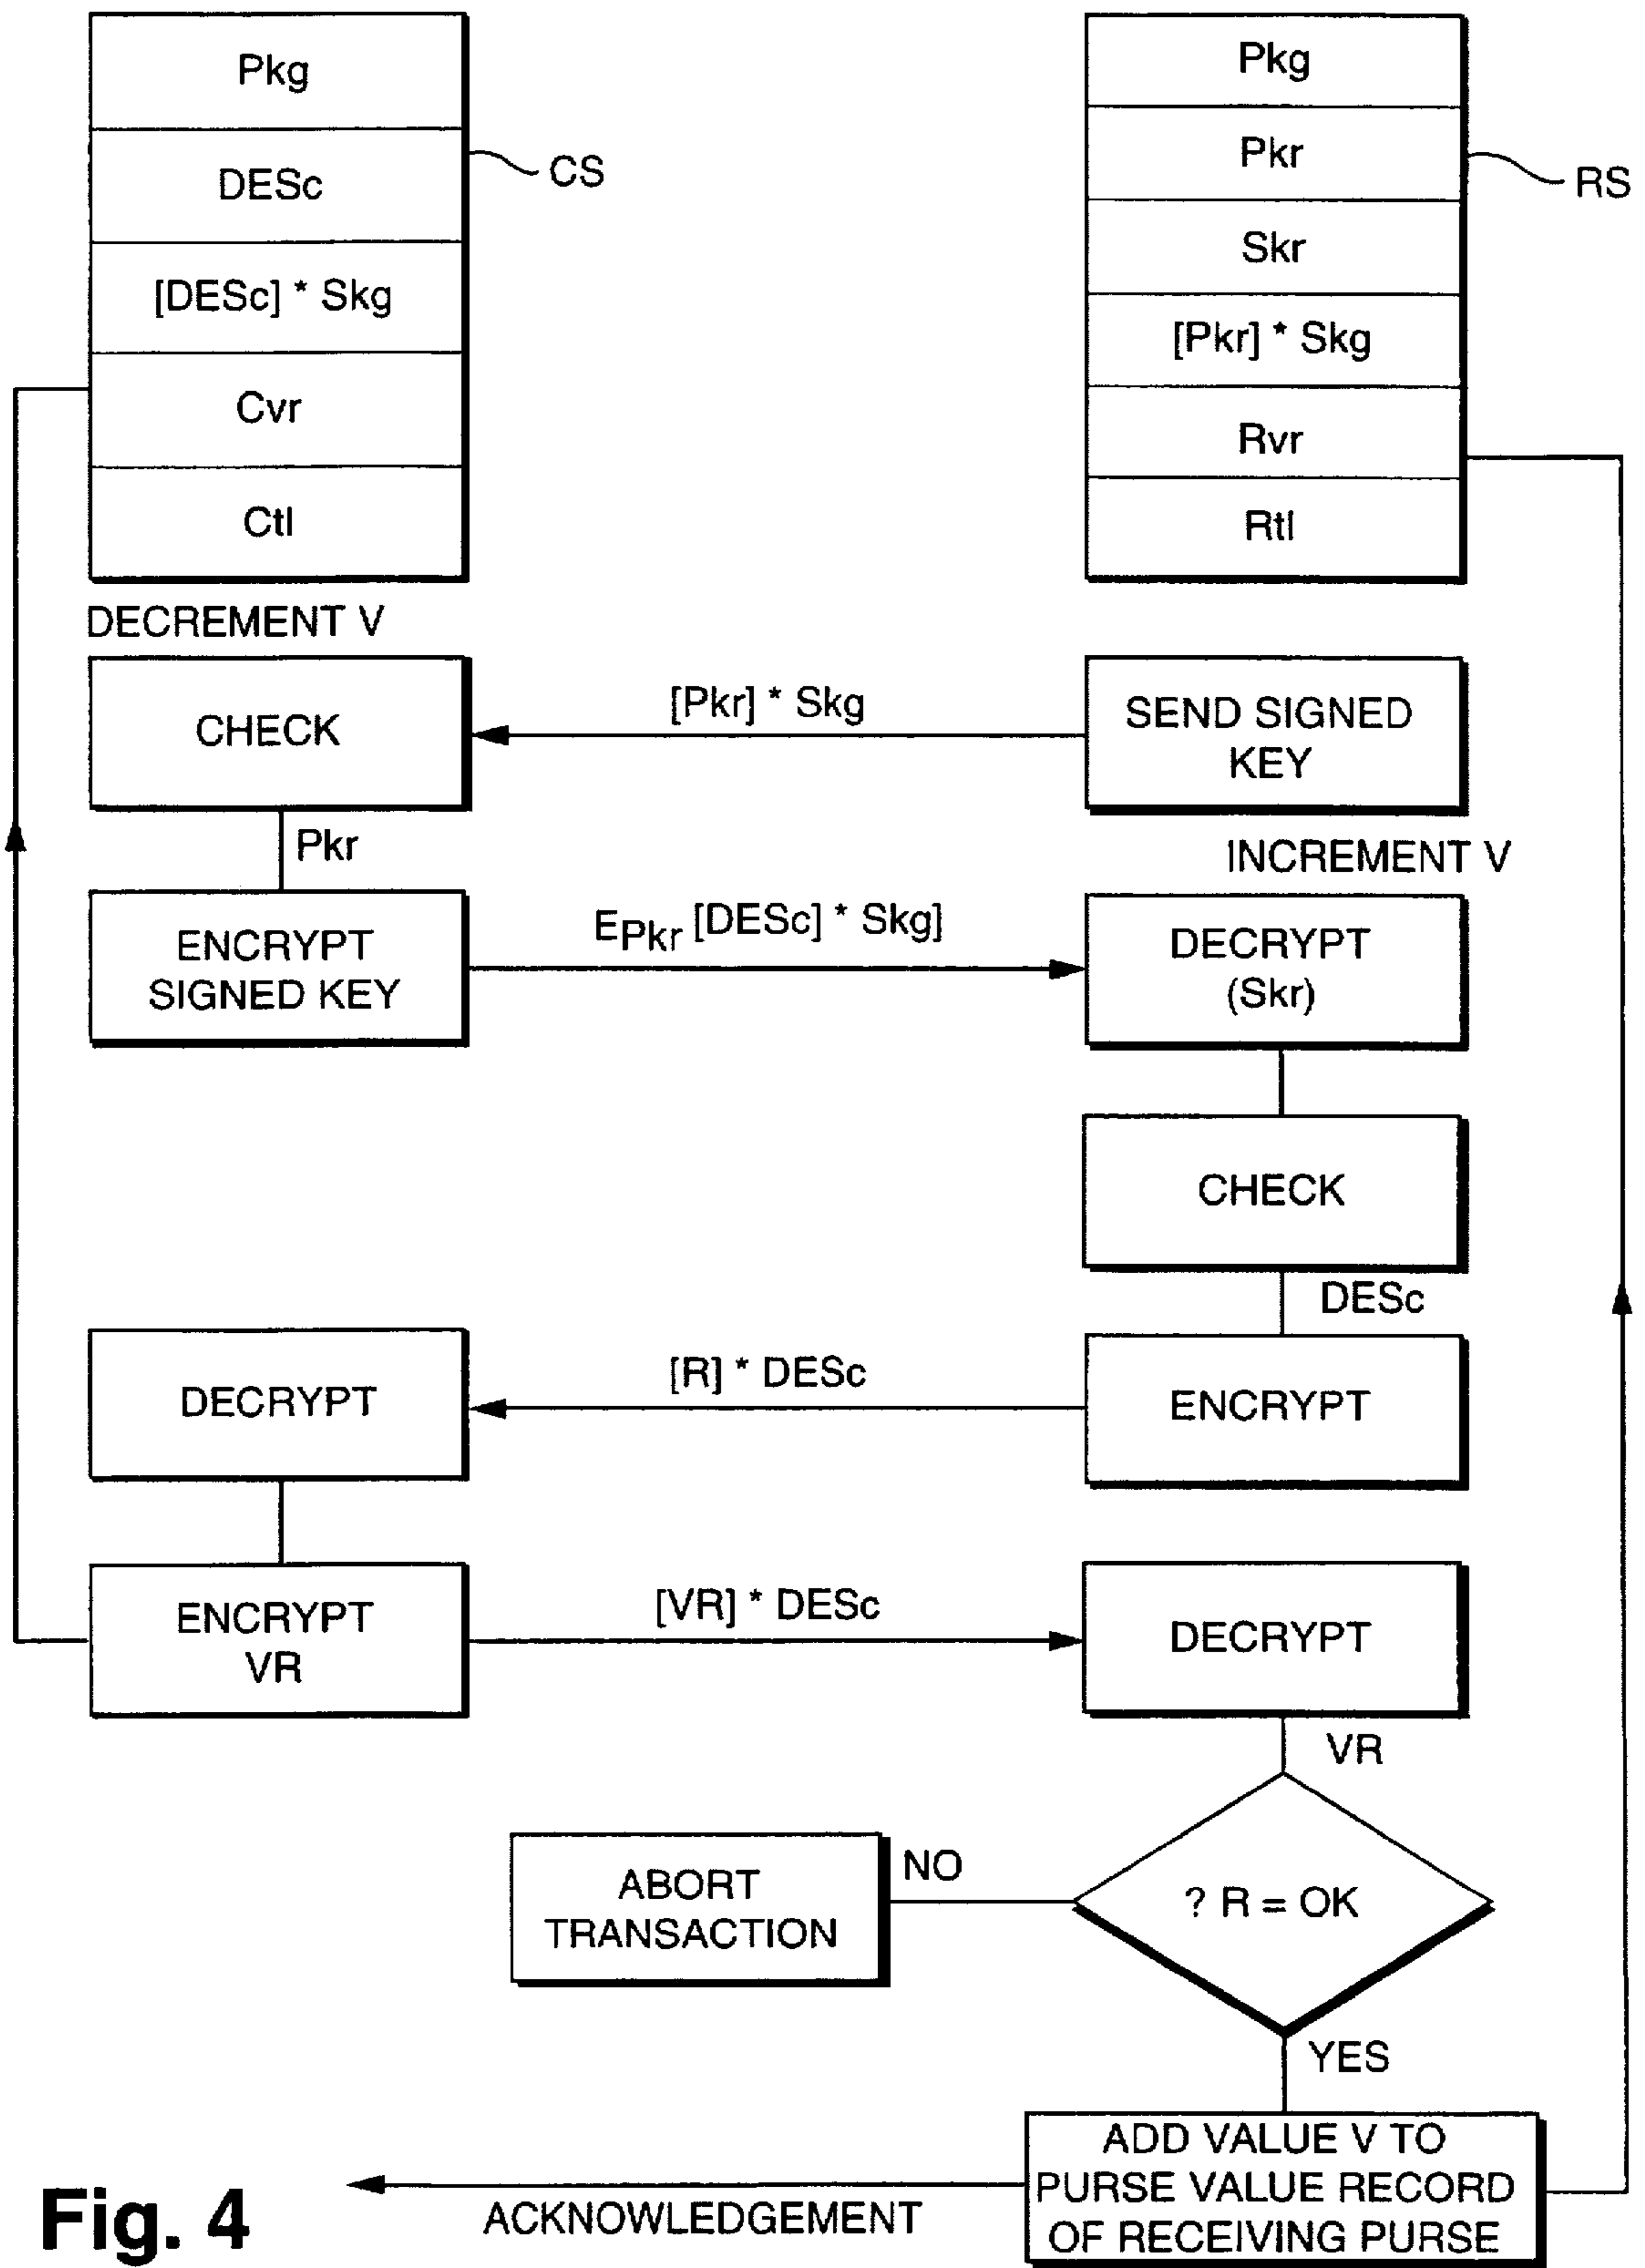 Pkg
DESc
[DESc] * Skg
Cvr
Ctl
CS
Pkg
Pkr
Skr
[Pkr] * Skg
Rvr
Rtl
RS
DECREMENT V
CHECK
[Pkr] * Skg
SEND SIGNED
KEY
Pkr
INCREMENT V
ENCRYPT
SIGNED KEY
EPkr [DESc] * Skg]
DECRYPT
(Skr)
CHECK
DESc
DECRYPT
[R] * DESc
ENCRYPT
ENCRYPT
VR
[VR] * DESc
DECRYPT
VR
ABORT
TRANSACTION
NO
? R = OK
YES
ADD VALUE V TO
PURSE VALUE RECORD
OF RECEIVING PURSE
ACKNOWLEDGEMENT
Fig. 4